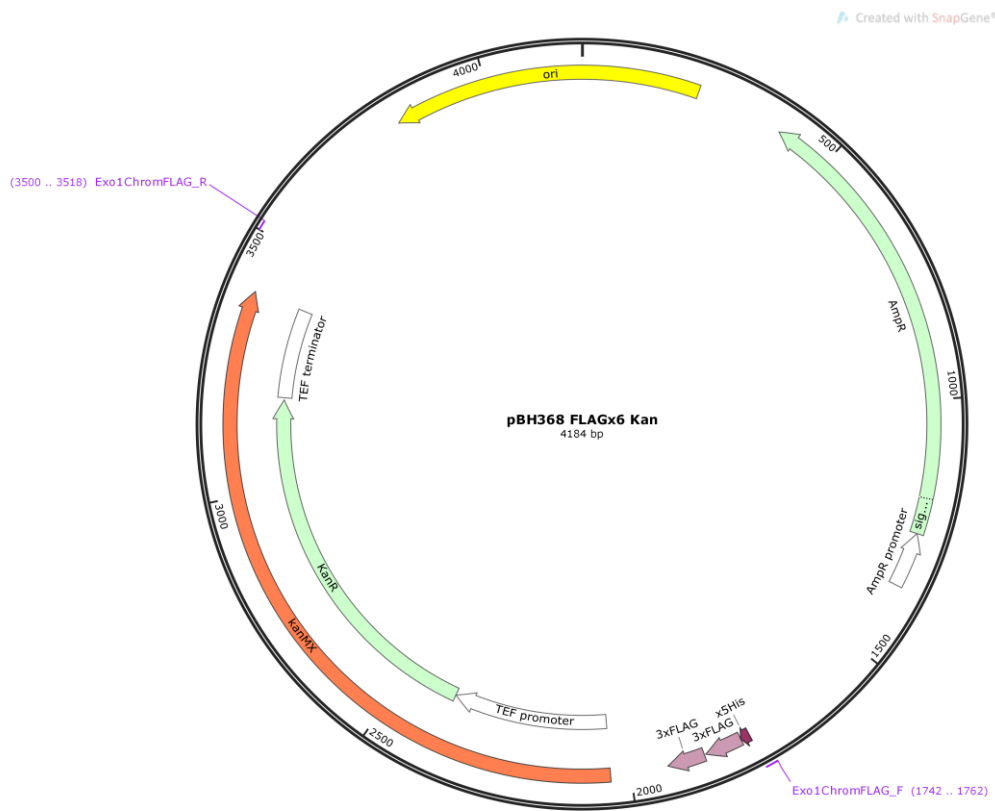 Created with SnapGene®
4000
ori
500
(3500 .. 3518) Exo1ChromFLAG_R
3500
AmpR
TEF terminator
1000
pBH368 FLAGx6 Kan
4184 bp
sig...
3000
AmpR promoter
KanR
kanMX
1500
TEF promoter
x5His
3xFLAG
3xFLAG
2500
2000
Exo1ChromFLAG_F (1742 .. 1762)